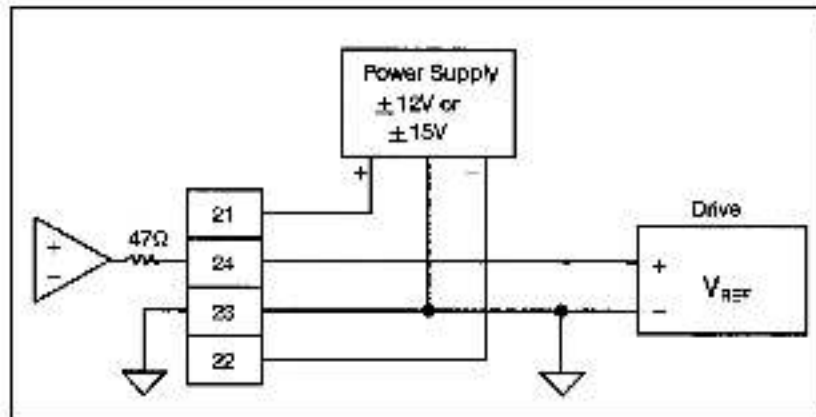 Power Supply
±12V or
±15V
+
−
21
Drive
47Ω
+
−
24
+
V_REF
−
23
22